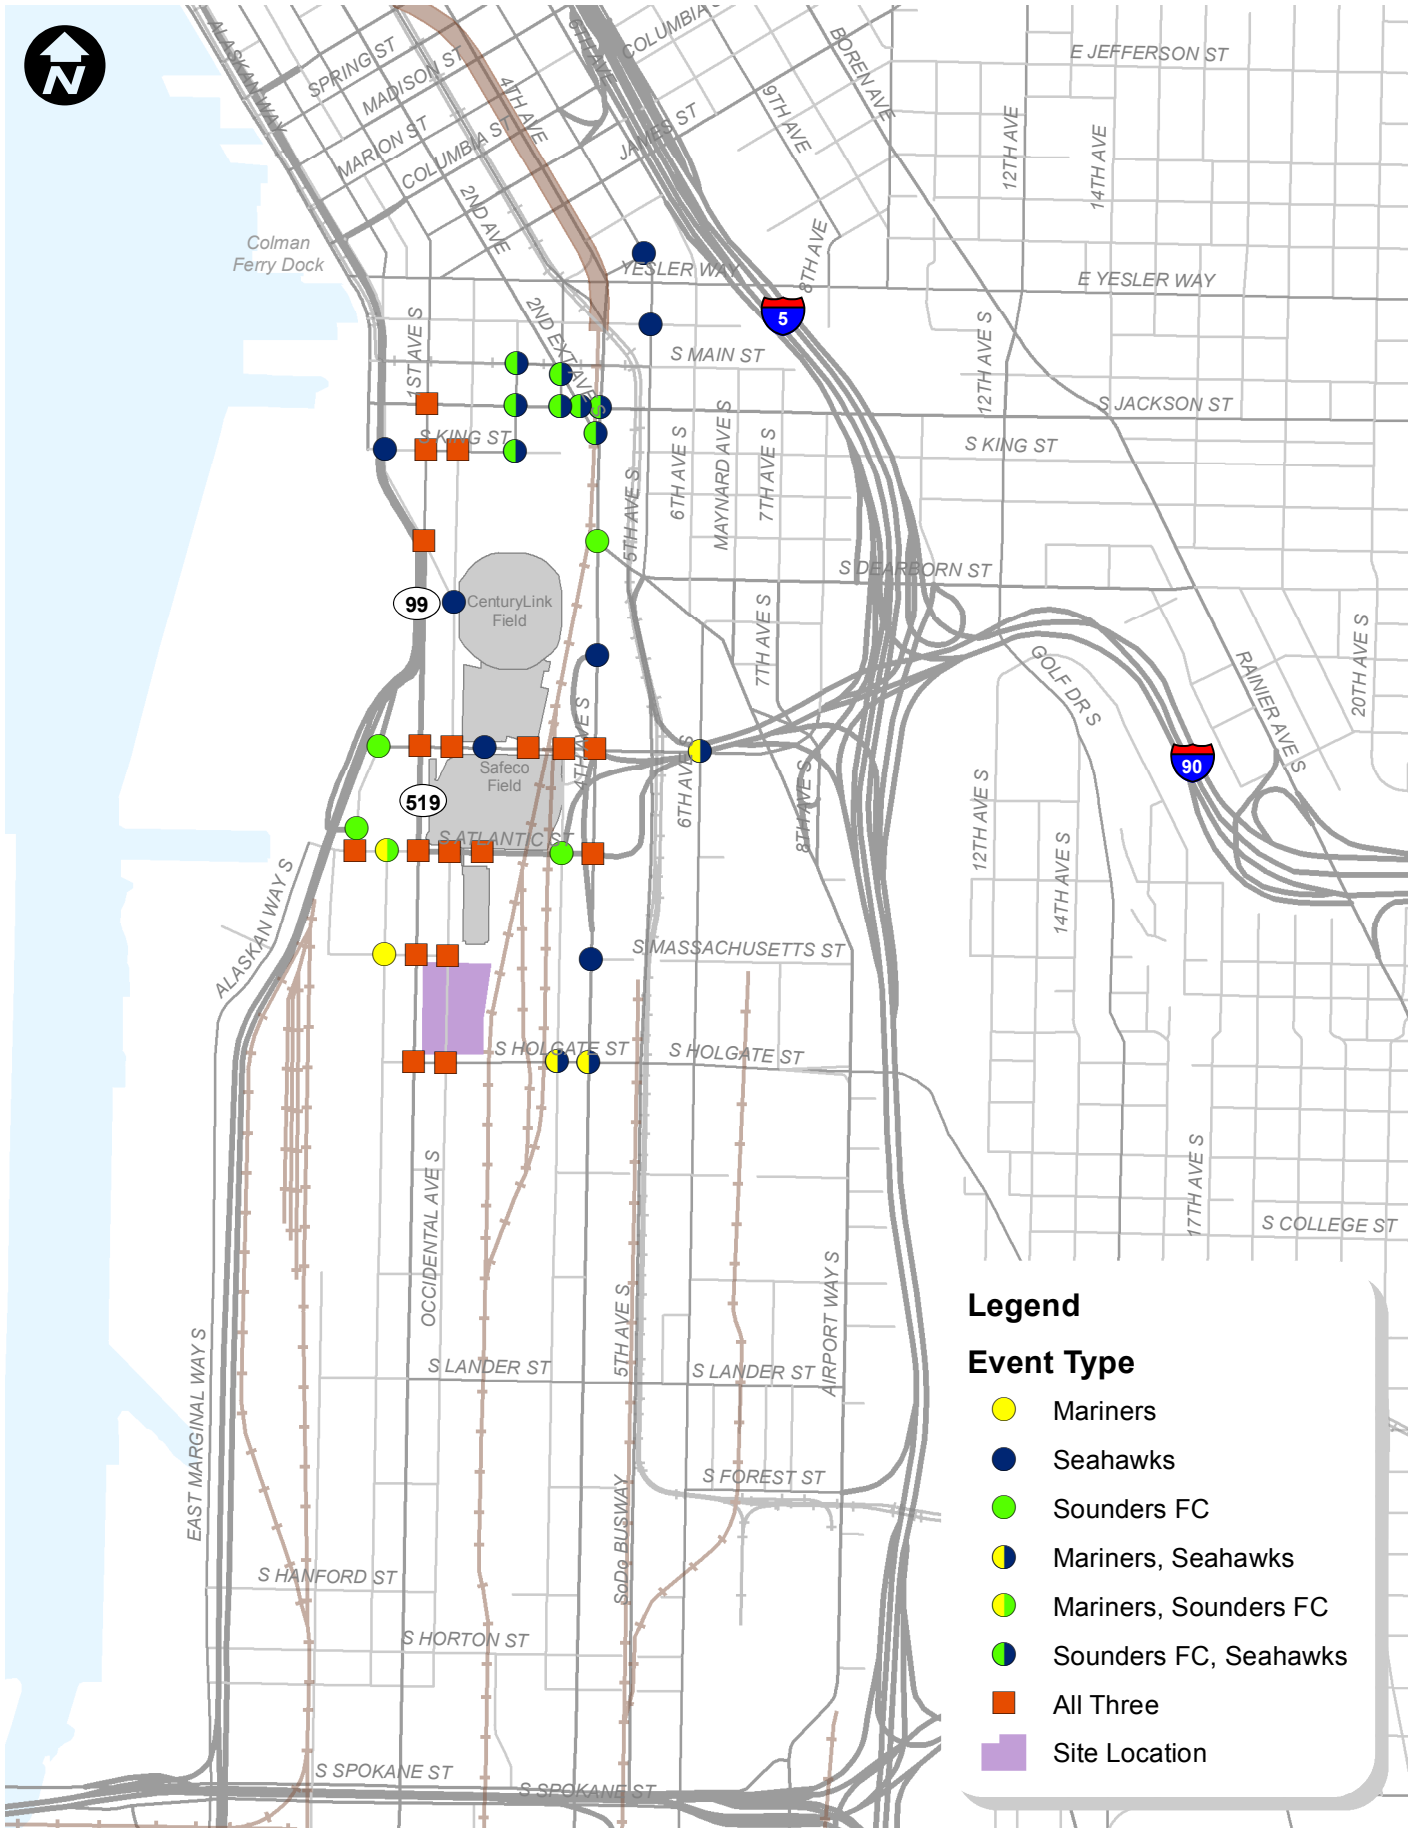 N
ALASKAN WAY
SPRING ST
MADISON ST
MARION ST
COLUMBIA ST
4TH AVE
6TH AVE
COLUMBIA
JAMES ST
9TH AVE
BOREN AVE
E JEFFERSON ST
12TH AVE
14TH AVE
2ND AVE
8TH AVE
Colman
Ferry Dock
YESLER WAY
E YESLER WAY
5
1ST AVE S
2ND EXT AVE S
S MAIN ST
12TH AVE S
S JACKSON ST
S KING ST
S KING ST
5TH AVE S
6TH AVE S
MAYNARD AVE S
7TH AVE S
S DEARBORN ST
99
CenturyLink
Field
7TH AVE S
GOLF DR S
RAINIER AVE S
20TH AVE S
4TH AVE S
6TH AVE S
8TH AVE S
Safeco
Field
90
519
12TH AVE S
14TH AVE S
S ATLANTIC ST
ALASKAN WAY S
S MASSACHUSETTS ST
S HOLGATE ST
S HOLGATE ST
OCCIDENTAL AVE S
17TH AVE S
S COLLEGE ST
5TH AVE S
AIRPORT WAY S
EAST MARGINAL WAY S
S LANDER ST
S LANDER ST
S FOREST ST
SoDo BUSWAY
S HANFORD ST
S HORTON ST
S SPOKANE ST
S SPOKANE ST
Legend
Event Type
Mariners
Seahawks
Sounders FC
Mariners, Seahawks
Mariners, Sounders FC
Sounders FC, Seahawks
All Three
Site Location